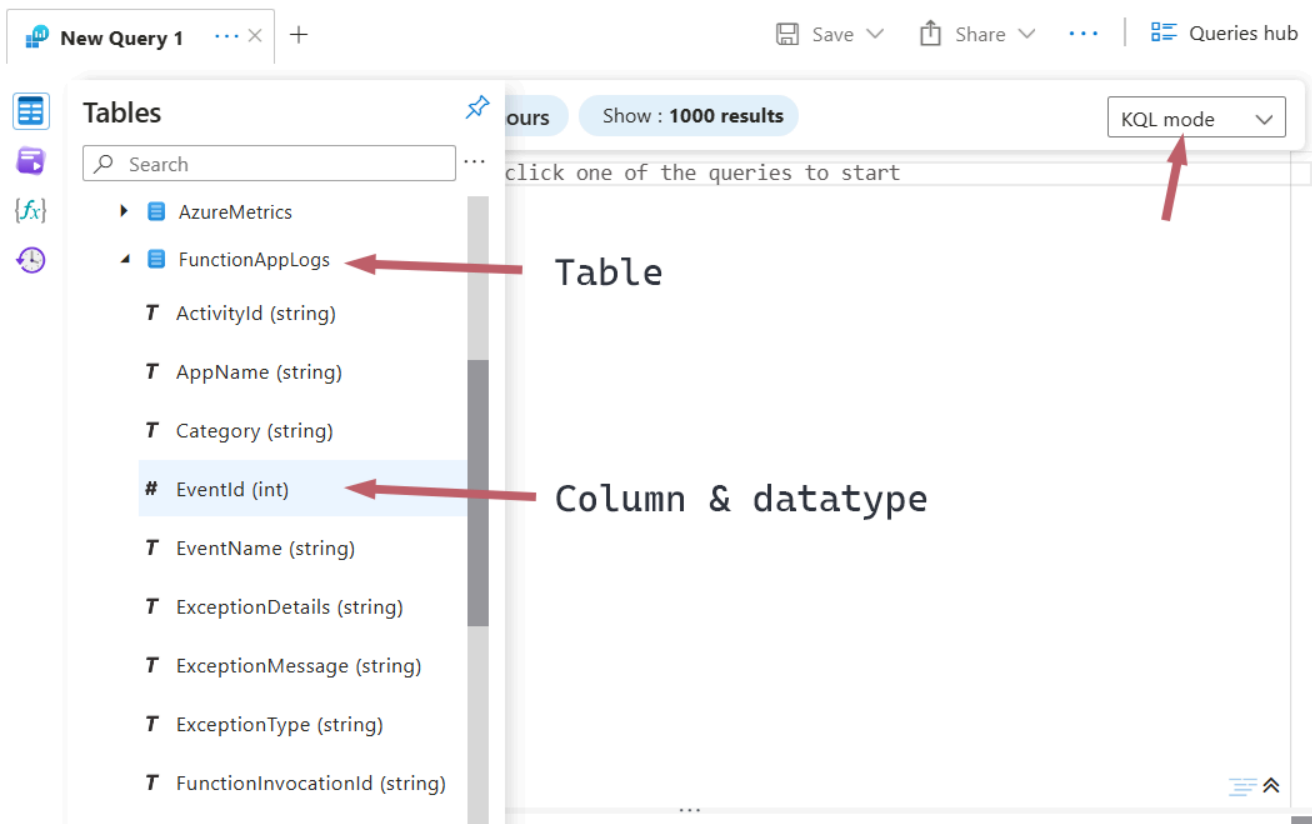 New Query 1
Save
Share
Queries hub
Tables
ours
Show : 1000 results
KQL mode
Search
click one of the queries to start
AzureMetrics
FunctionAppLogs
Table
T ActivityId (string)
T AppName (string)
T Category (string)
# EventId (int)
Column & datatype
T EventName (string)
T ExceptionDetails (string)
T ExceptionMessage (string)
T ExceptionType (string)
T FunctionInvocationId (string)
{fx}